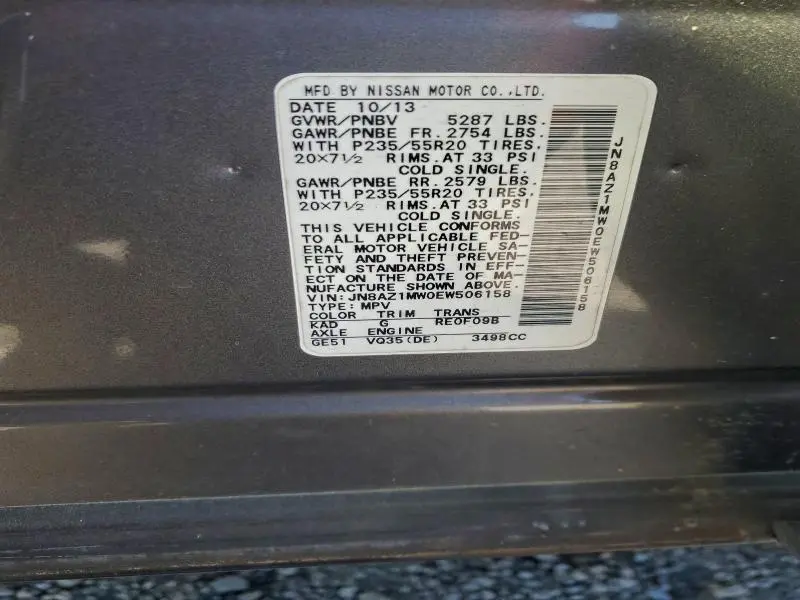 MFD BY NISSAN MOTOR CO.,LTD.
DATE 10/13
GVWR/PNBV 5287 LBS.
GAWR/PNBE FR. 2754 LBS.
WITH P235/55R20 TIRES.
20×7½ RIMS.AT 33 PSI
COLD SINGLE.
GAWR/PNBE RR. 2579 LBS.
WITH P235/55R20 TIRES.
20×7½ RIMS.AT 33 PSI
COLD SINGLE.
THIS VEHICLE CONFORMS
TO ALL APPLICABLE FED-
ERAL MOTOR VEHICLE SA-
FETY AND THEFT PREVEN-
TION STANDARDS IN EFF-
ECT ON THE DATE OF MA-
NUFACTURE SHOWN ABOVE.
VIN:JN8AZ1MW0EW506158
TYPE:MPV
COLOR TRIM TRANS
KAD G RE0F09B
AXLE ENGINE
GE51 VQ35(DE) 3498CC
JN8AZ1MW0EW506158